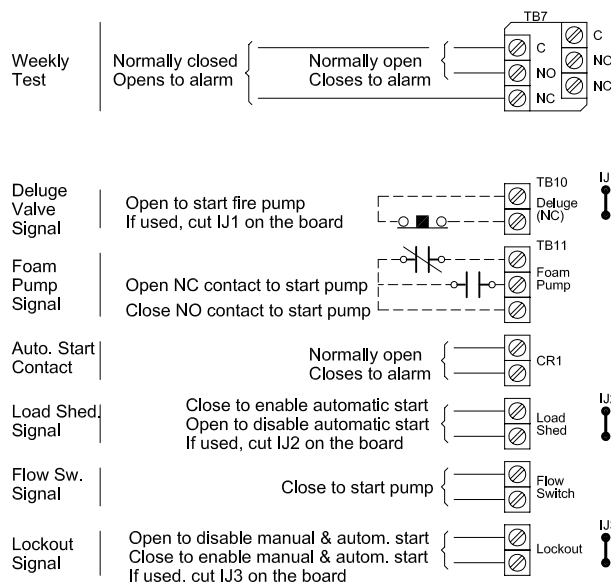 TB7
Weekly
Test
Normally closed
Opens to alarm
Normally open
Closes to alarm
C
NO
NC
C
NO
NC
Deluge
Valve
Signal
Open to start fire pump
If used, cut IJ1 on the board
TB10
Deluge
(NC)
Foam
Pump
Signal
Open NC contact to start pump
Close NO contact to start pump
TB11
Foam
Pump
Auto. Start
Contact
Normally open
Closes to alarm
CR1
Load Shed.
Signal
Close to enable automatic start
Open to disable automatic start
If used, cut IJ2 on the board
Load
Shed
IJ2
Flow Sw.
Signal
Close to start pump
Flow
Switch
Lockout
Signal
Open to disable manual & autom. start
Close to enable manual & autom. start
If used, cut IJ3 on the board
Lockout